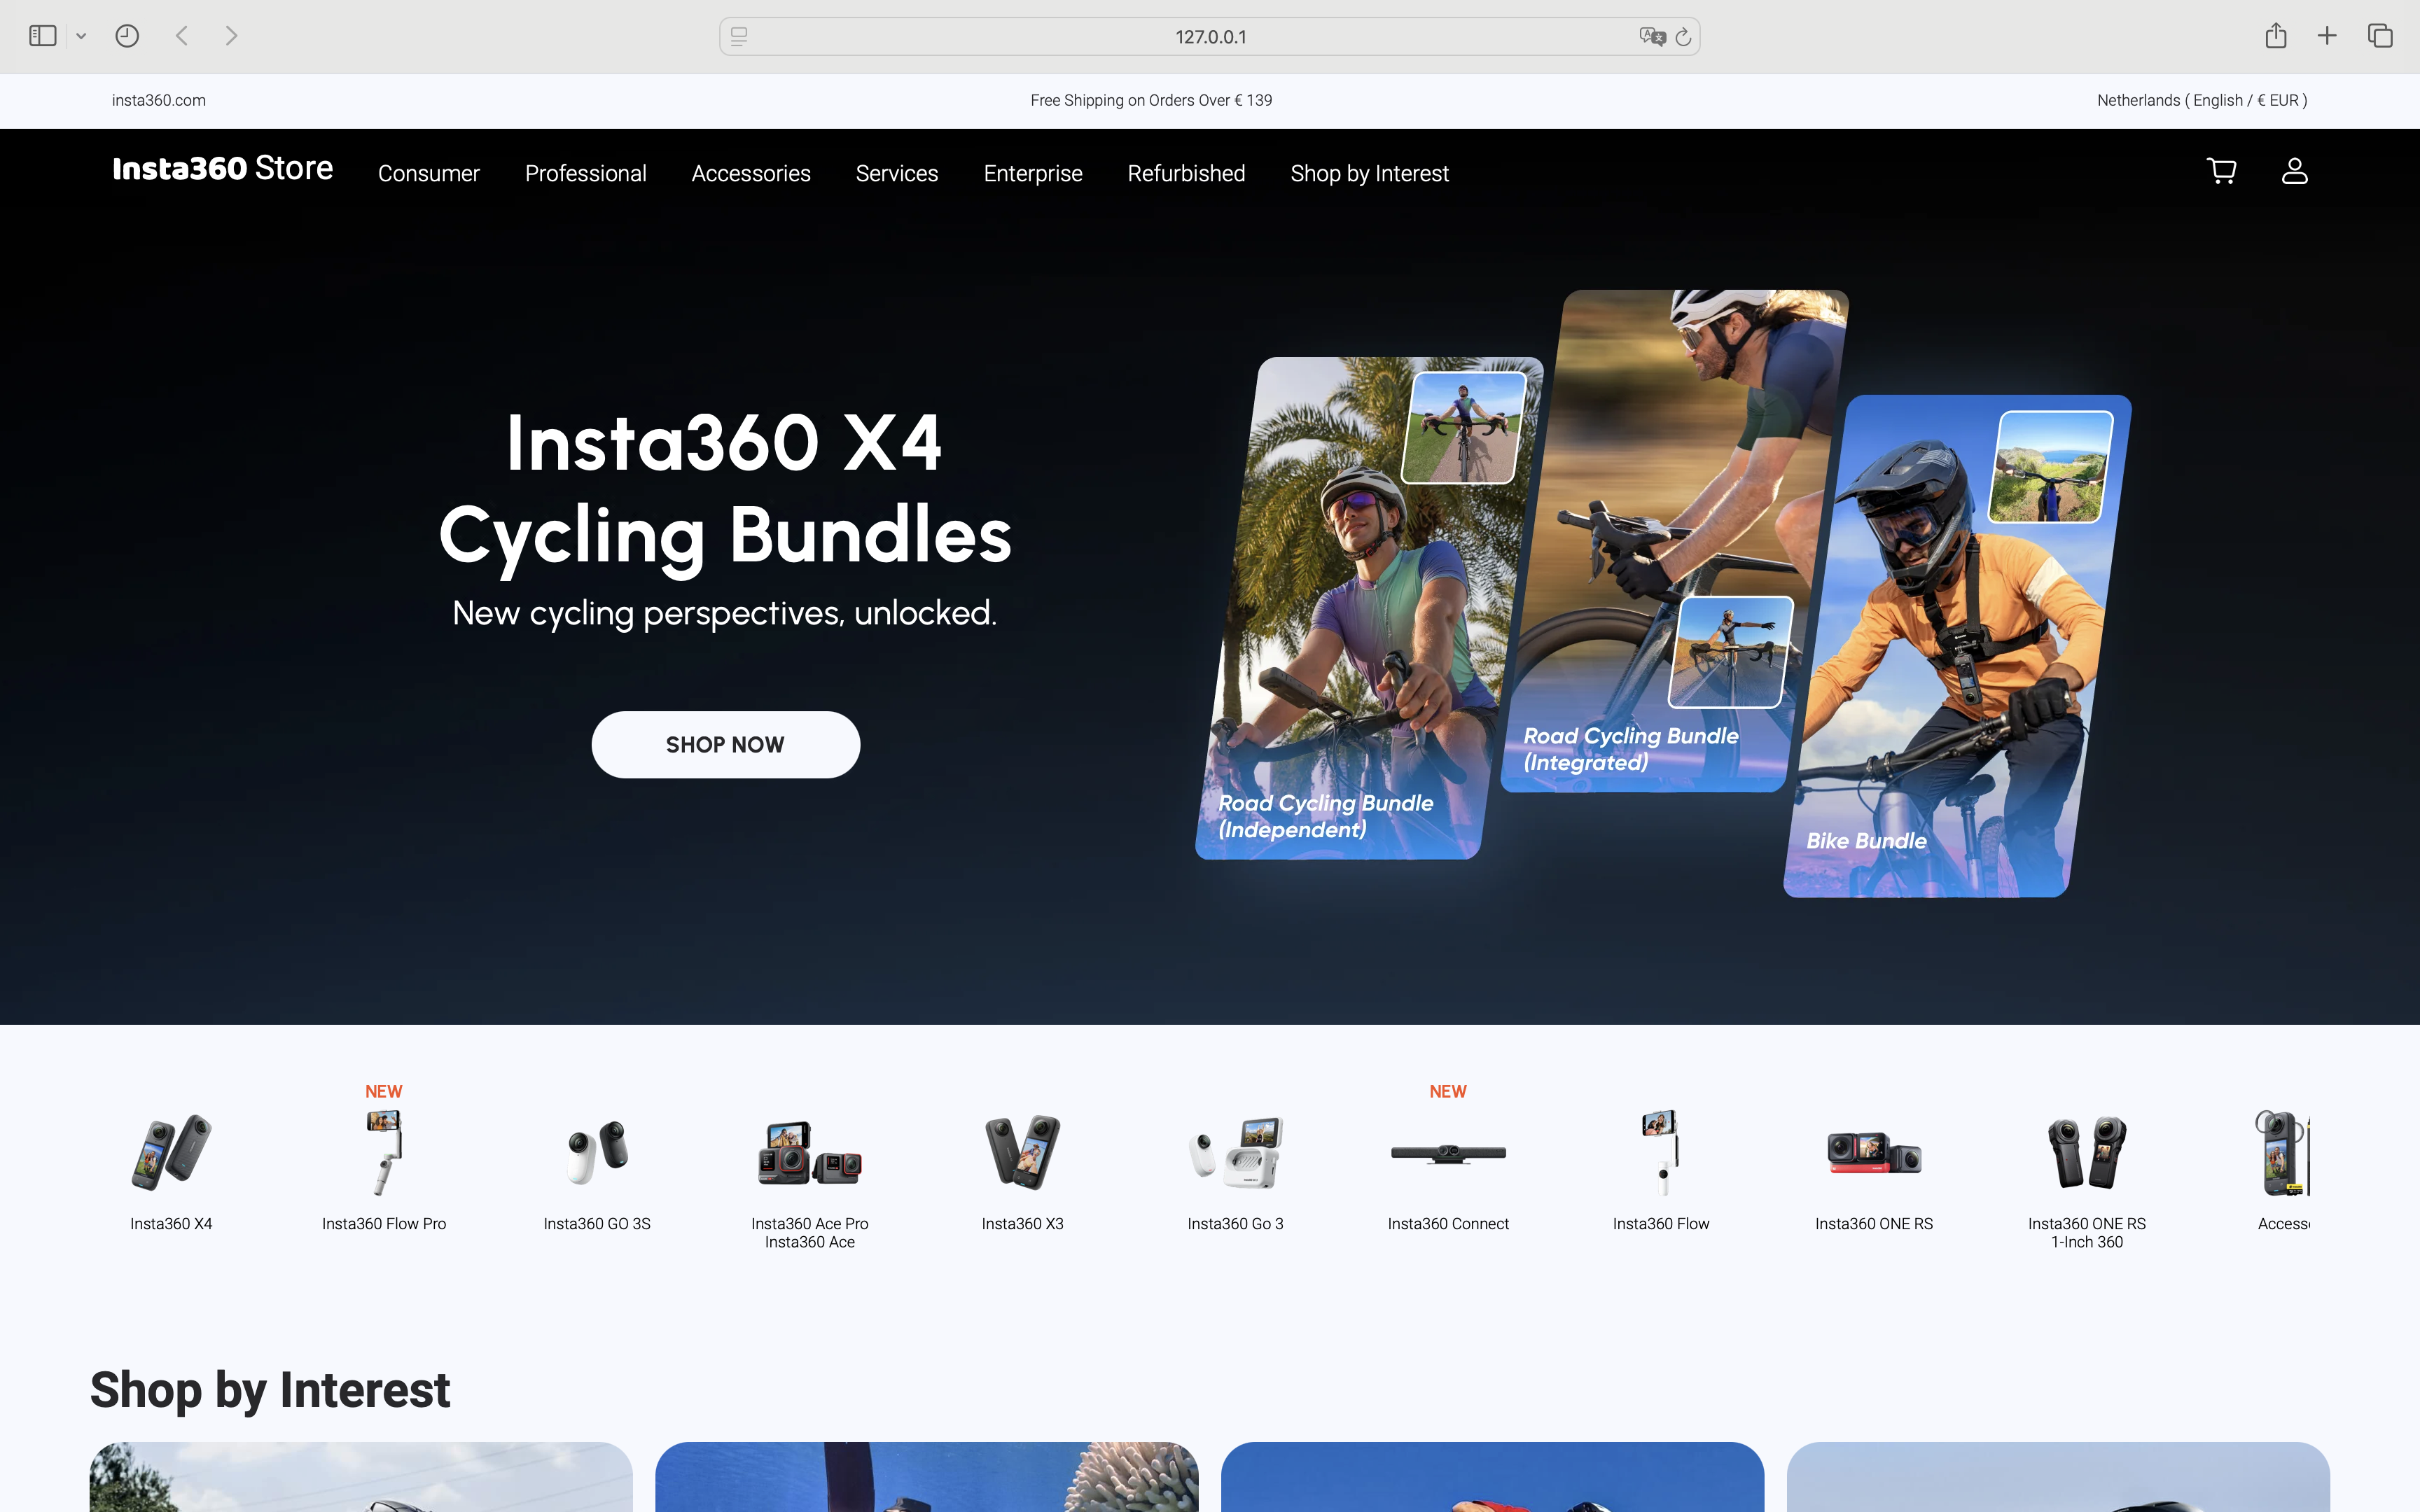 127.0.0.1
insta360.com
Free Shipping on Orders Over € 139
Netherlands ( English / € EUR )
Insta360 Store
Consumer
Professional
Accessories
Services
Enterprise
Refurbished
Shop by Interest
Insta360 X4
Cycling Bundles
New cycling perspectives, unlocked.
SHOP NOW
Road Cycling Bundle
(Independent)
Road Cycling Bundle
(Integrated)
Bike Bundle
Insta360 X4
NEW
Insta360 Flow Pro
Insta360 GO 3S
Insta360 Ace Pro
Insta360 Ace
Insta360 X3
Insta360 Go 3
NEW
Insta360 Connect
Insta360 Flow
Insta360 ONE RS
Insta360 ONE RS
1-Inch 360
Shop by Interest